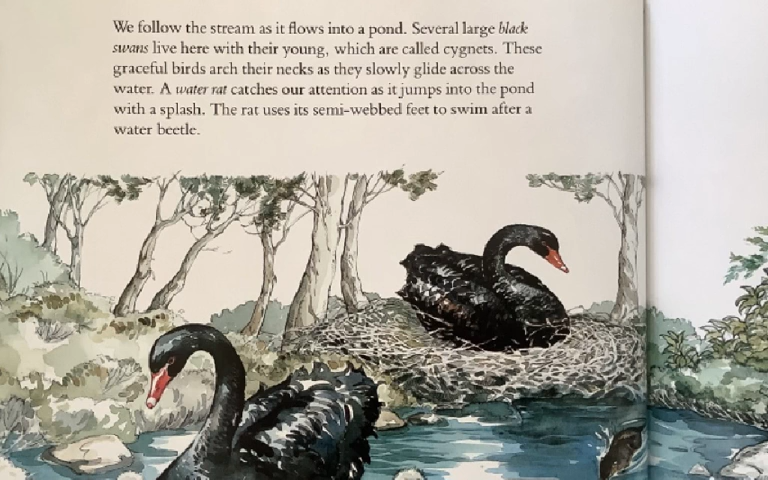 We follow the stream as it flows into a pond. Several large black
swans live here with their young, which are called cygnets. These
graceful birds arch their necks as they slowly glide across the
water. A water rat catches our attention as it jumps into the pond
with a splash. The rat uses its semi-webbed feet to swim after a
water beetle.